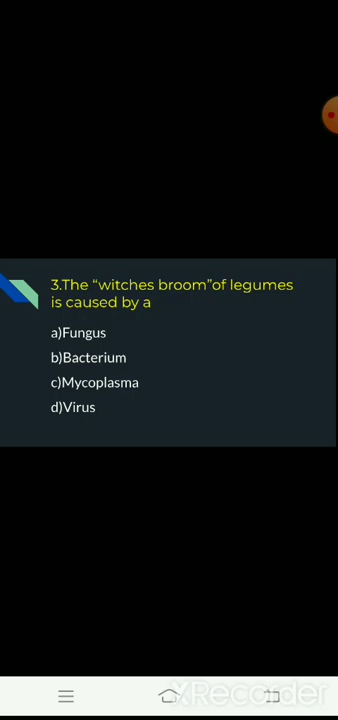 3.The “witches broom”of legumes
is caused by a
a)Fungus
b)Bacterium
c)Mycoplasma
d)Virus
XRecorder